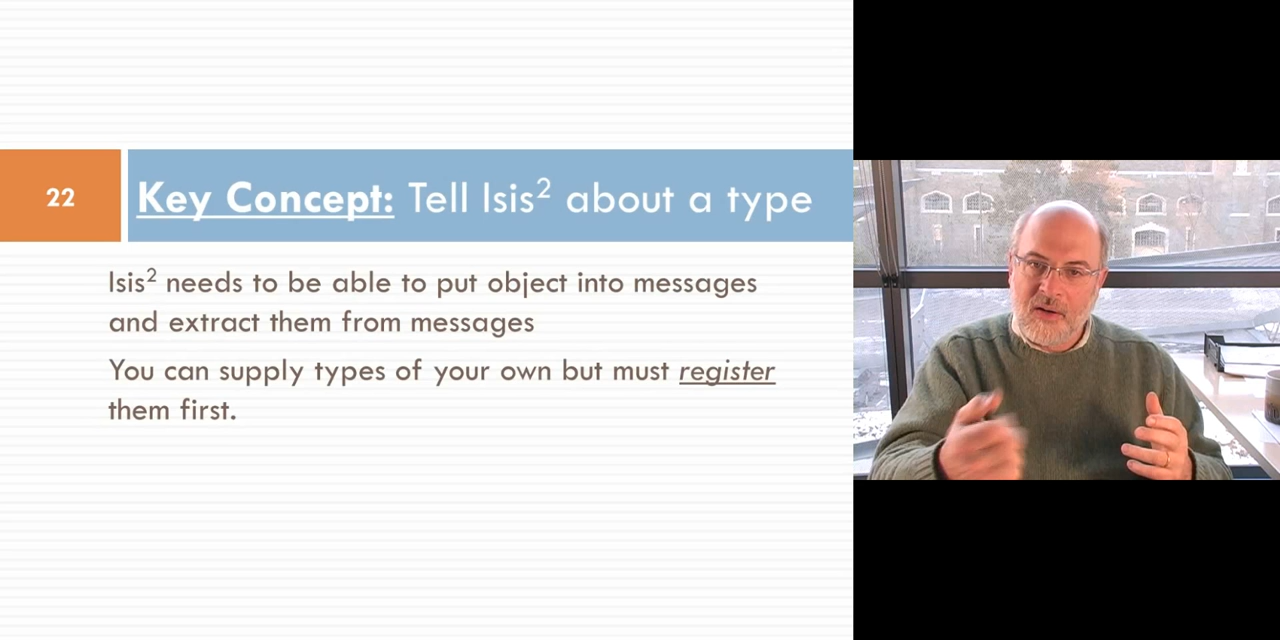 22
Key Concept: Tell Isis² about a type
Isis² needs to be able to put object into messages
and extract them from messages
You can supply types of your own but must register
them first.